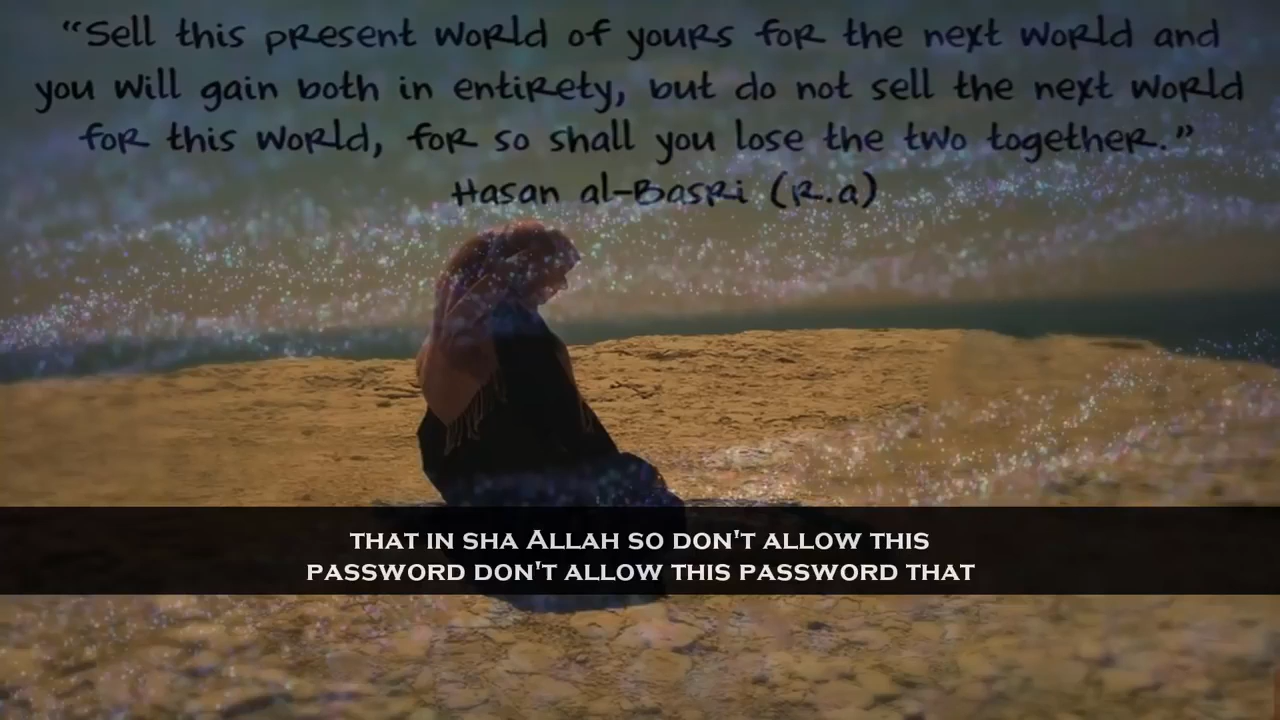 “Sell this present world of yours for the next world and
you will gain both in entirety, but do not sell the next world
for this world, for so shall you lose the two together.”
Hasan al-Basri (R.a)
THAT IN SHA ALLAH SO DON'T ALLOW THIS
PASSWORD DON'T ALLOW THIS PASSWORD THAT